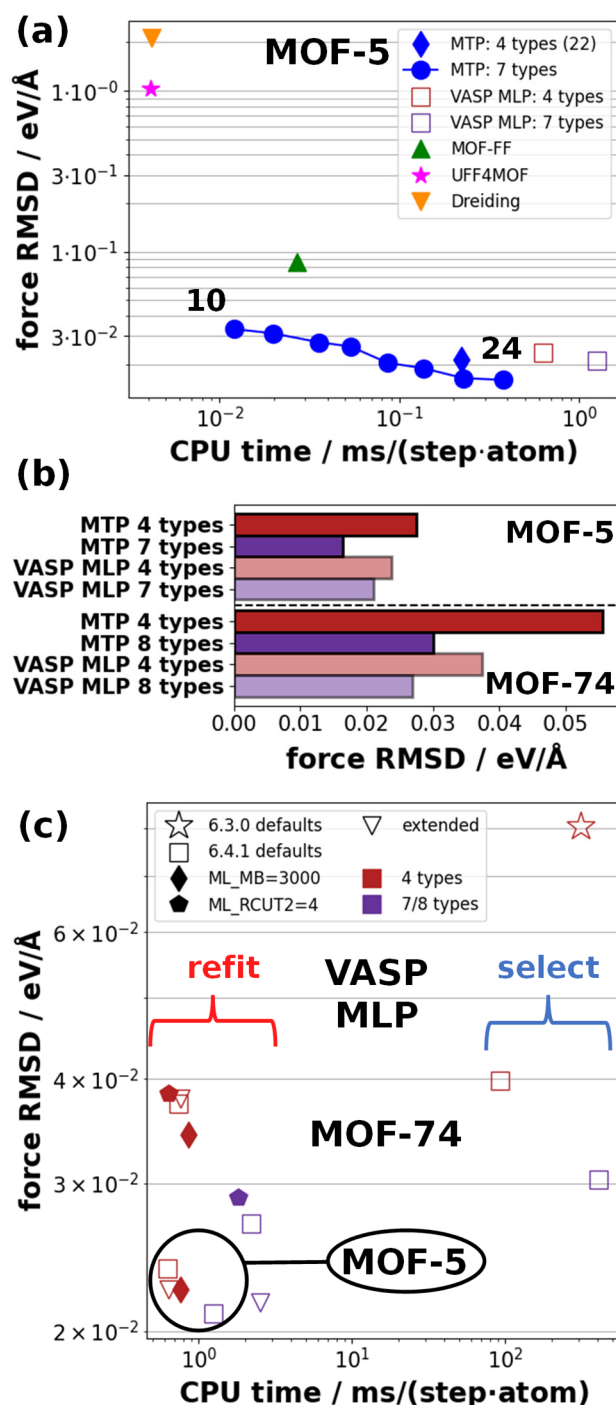 (a)
MOF-5
MTP: 4 types (22)
MTP: 7 types
VASP MLP: 4 types
VASP MLP: 7 types
MOF-FF
UFF4MOF
Dreiding
force RMSD / eV/Å
1·10⁻⁰
3·10⁻¹
1·10⁻¹
3·10⁻²
10
24
10⁻² 10⁻¹ 10⁰
CPU time / ms/(step·atom)
(b)
MTP 4 types
MTP 7 types
VASP MLP 4 types
VASP MLP 7 types
MOF-5
MTP 4 types
MTP 8 types
VASP MLP 4 types
VASP MLP 8 types
MOF-74
0.00 0.01 0.02 0.03 0.04 0.05
force RMSD / eV/Å
(c)
6.3.0 defaults
6.4.1 defaults
ML_MB=3000
ML_RCUT2=4
extended
4 types
7/8 types
force RMSD / eV/Å
6 × 10⁻²
4 × 10⁻²
3 × 10⁻²
2 × 10⁻²
refit
VASP
MLP
select
MOF-74
MOF-5
10⁰ 10¹ 10²
CPU time / ms/(step·atom)